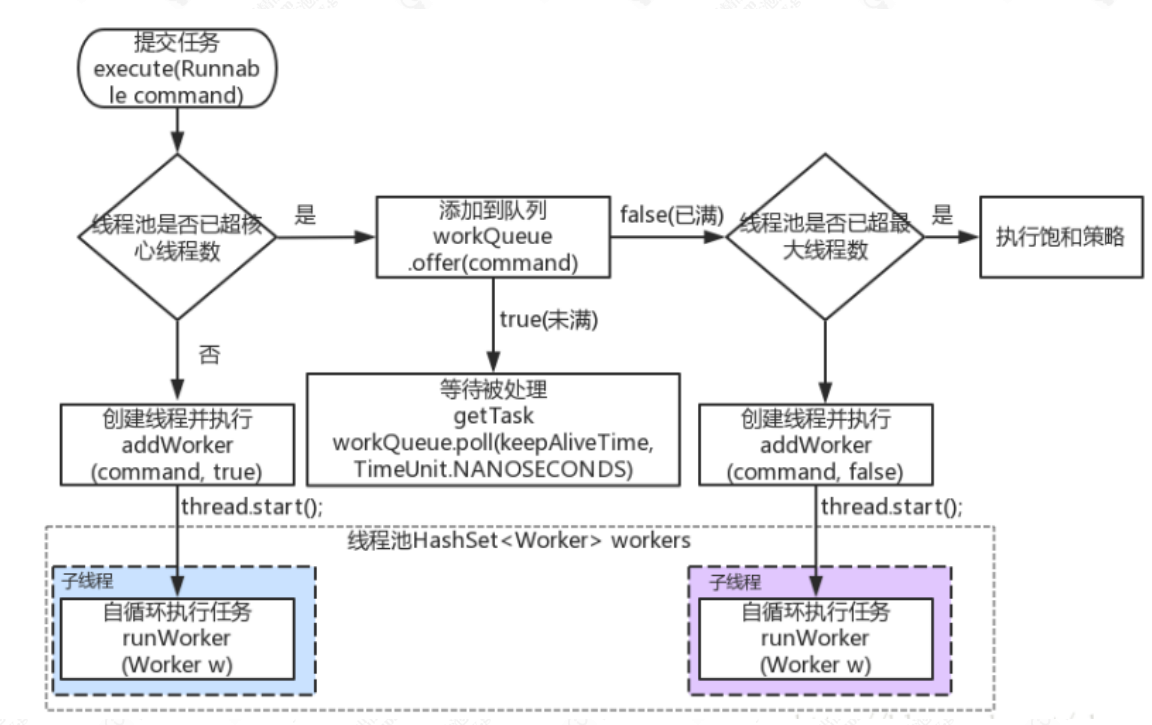 提交任务
execute(Runnab
le command)
线程池是否已超核
心线程数
是
添加到队列
workQueue
.offer(command)
false(已满)
线程池是否已超最
大线程数
是
执行饱和策略
true(未满)
否
创建线程并执行
addWorker
(command, true)
等待被处理
getTask
workQueue.poll(keepAliveTime,
TimeUnit.NANOSECONDS)
创建线程并执行
addWorker
(command, false)
thread.start();
thread.start();
线程池HashSet<Worker> workers
子线程
自循环执行任务
runWorker
(Worker w)
子线程
自循环执行任务
runWorker
(Worker w)